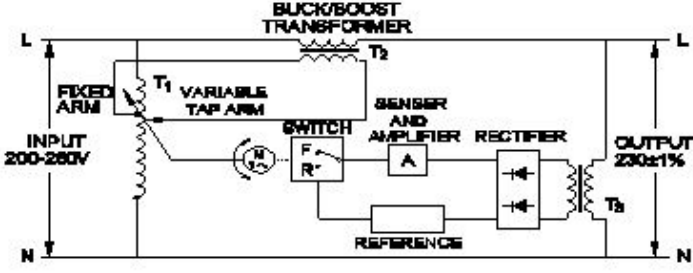 BUCK/BOOST
TRANSFORMER
L
L
T2
T1
FIXED
ARM
VARIABLE
TAP ARM
SENSER
AND
AMPLIFIER
SWITCH
RECTIFIER
INPUT
200-260V
M
1~
F
R
A
OUTPUT
230±1%
T3
REFERENCE
N
N